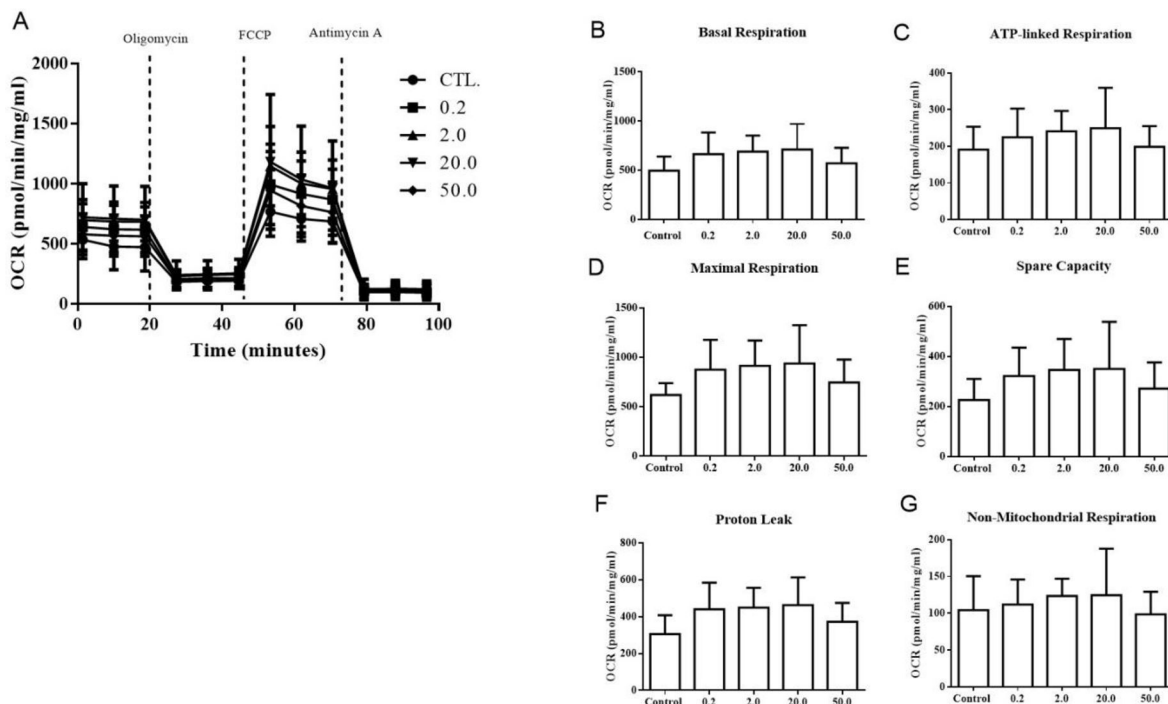 A
Oligomycin
FCCP
Antimycin A
OCR (pmol/min/mg/ml)
2000
1500
1000
500
0
0 20 40 60 80 100
Time (minutes)
CTL.
0.2
2.0
20.0
50.0
B
Basal Respiration
OCR (pmol/min/mg/ml)
1500
1000
500
0
Control 0.2 2.0 20.0 50.0
C
ATP-linked Respiration
OCR (pmol/min/mg/ml)
400
300
200
100
0
Control 0.2 2.0 20.0 50.0
D
Maximal Respiration
OCR (pmol/min/mg/ml)
1500
1000
500
0
Control 0.2 2.0 20.0 50.0
E
Spare Capacity
OCR (pmol/min/mg/ml)
600
400
200
0
Control 0.2 2.0 20.0 50.0
F
Proton Leak
OCR (pmol/min/mg/ml)
800
600
400
200
0
Control 0.2 2.0 20.0 50.0
G
Non-Mitochondrial Respiration
OCR (pmol/min/mg/ml)
200
150
100
50
0
Control 0.2 2.0 20.0 50.0